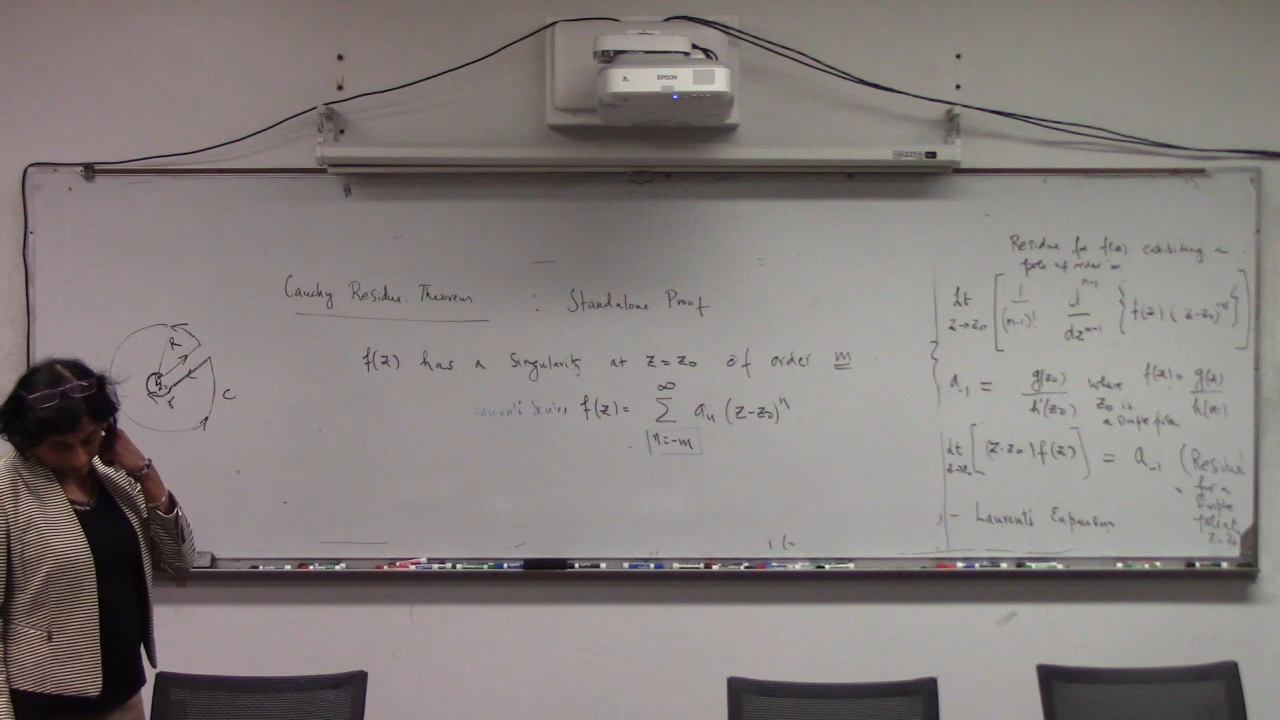 EPSON
Cauchy Residue Theorem : Standalone Proof
f(z) has a singularity at z = z₀ of order m
Laurent's Series f(z) = ∑ aₙ (z-z₀)ⁿ
∞
n=-m
R
r
C
Residue for f(z) exhibiting a
pole of order m
Lt z→z₀ [ 1/(m-1)! d^(m-1)/dz^(m-1) { f(z) (z-z₀)^m } ]
a₋₁ = g(z₀)/h'(z₀) where f(z) = g(z)/h(z)
z₀ is
a simple pole
Lt z→z₀ [ (z-z₀) f(z) ] = a₋₁ (Residue
for a
simple
pole at
z=z₀
- Laurent's Expansion